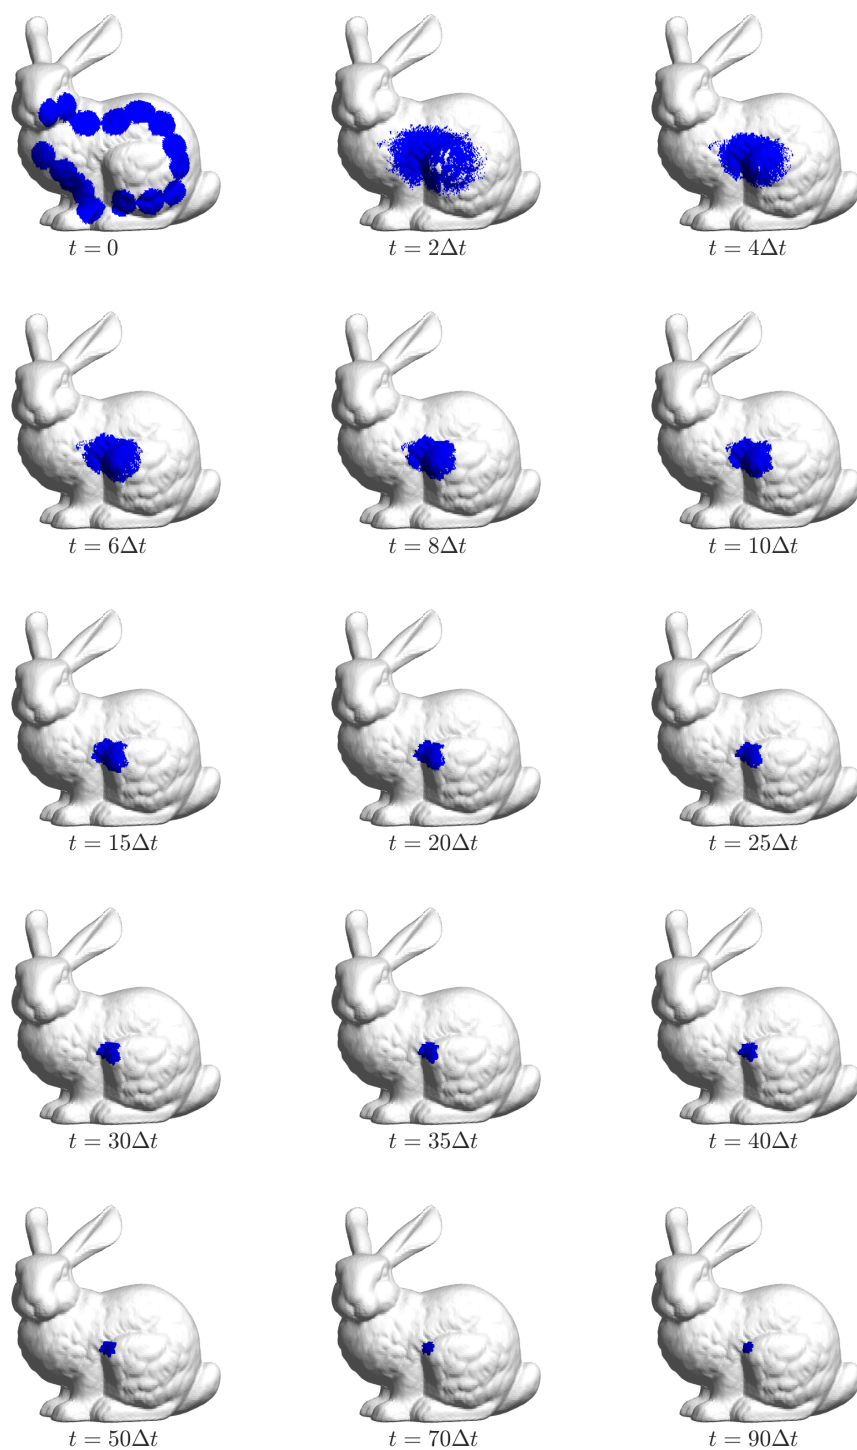 t = 0
t = 2Δt
t = 4Δt
t = 6Δt
t = 8Δt
t = 10Δt
t = 15Δt
t = 20Δt
t = 25Δt
t = 30Δt
t = 35Δt
t = 40Δt
t = 50Δt
t = 70Δt
t = 90Δt